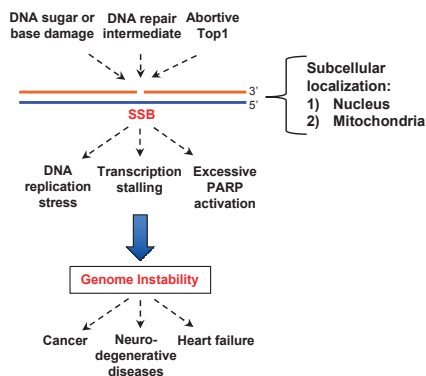 DNA sugar or
base damage
DNA repair
intermediate
Abortive
Top1
3'
5'
SSB
Subcellular
localization:
1) Nucleus
2) Mitochondria
DNA
replication
stress
Transcription
stalling
Excessive
PARP
activation
Genome Instability
Cancer
Neuro-
degenerative
diseases
Heart failure